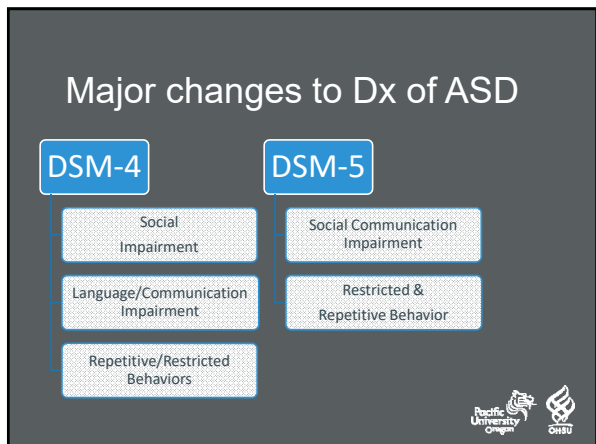 Major changes to Dx of ASD
DSM-4
Social
Impairment
Language/Communication
Impairment
Repetitive/Restricted
Behaviors
DSM-5
Social Communication
Impairment
Restricted &
Repetitive Behavior
Pacific
University
Oregon
OHSU